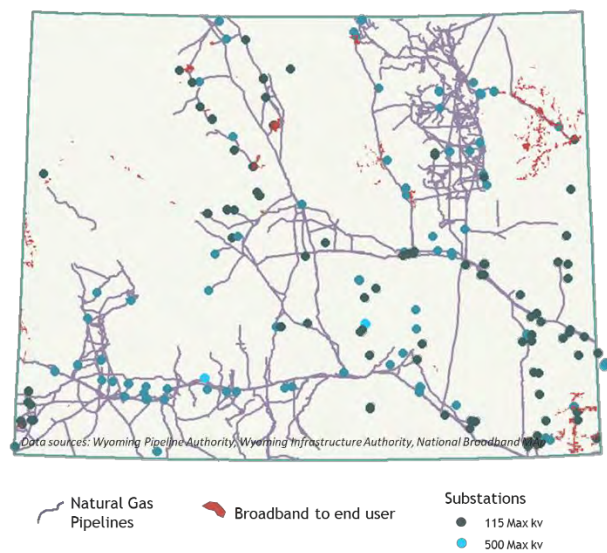 Data sources: Wyoming Pipeline Authority, Wyoming Infrastructure Authority, National Broadband MAp
Natural Gas
Pipelines
Broadband to end user
Substations
115 Max kv
500 Max kv